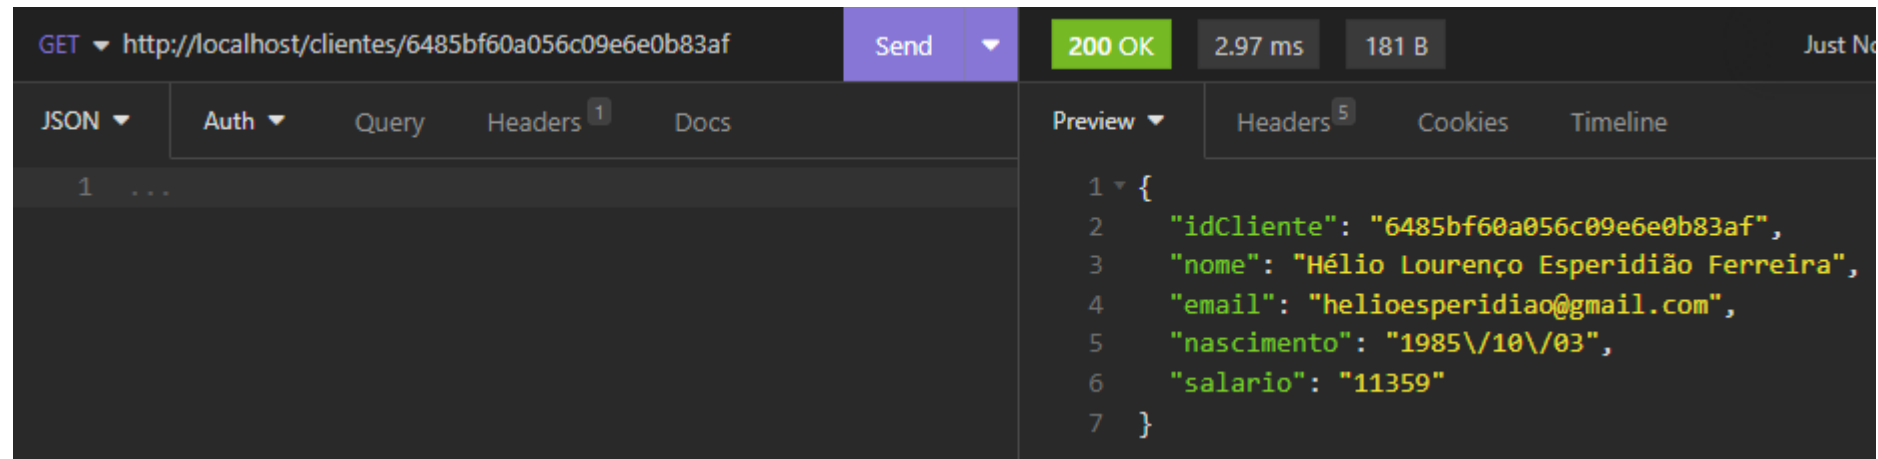 GET http://localhost/clientes/6485bf60a056c09e6e0b83af Send 200 OK 2.97 ms 181 B Just No
JSON Auth Query Headers 1 Docs Preview Headers 5 Cookies Timeline
1 ...
1 {
2 "idCliente": "6485bf60a056c09e6e0b83af",
3 "nome": "Hélio Lourenço Esperidião Ferreira",
4 "email": "helioesperidiao@gmail.com",
5 "nascimento": "1985\/10\/03",
6 "salario": "11359"
7 }